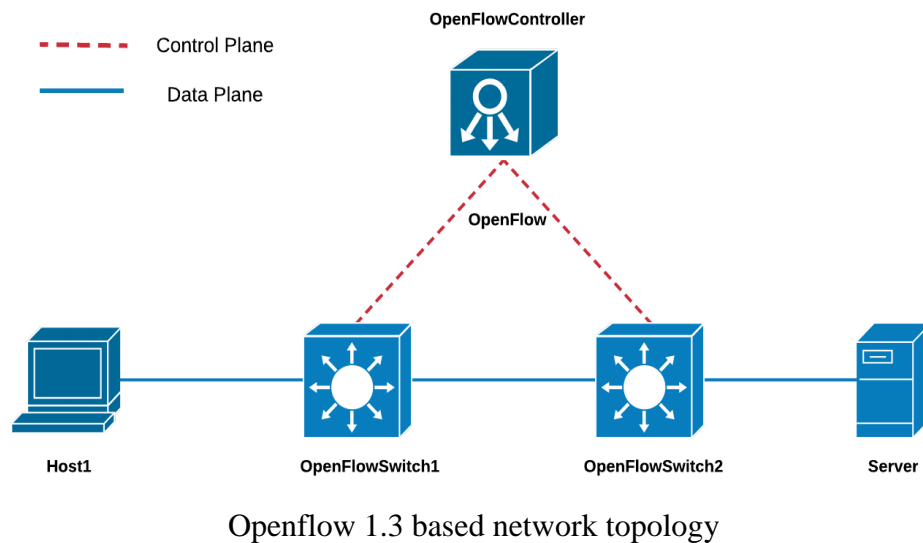 OpenFlowController
Control Plane
Data Plane
OpenFlow
Host1
OpenFlowSwitch1
OpenFlowSwitch2
Server
Openflow 1.3 based network topology